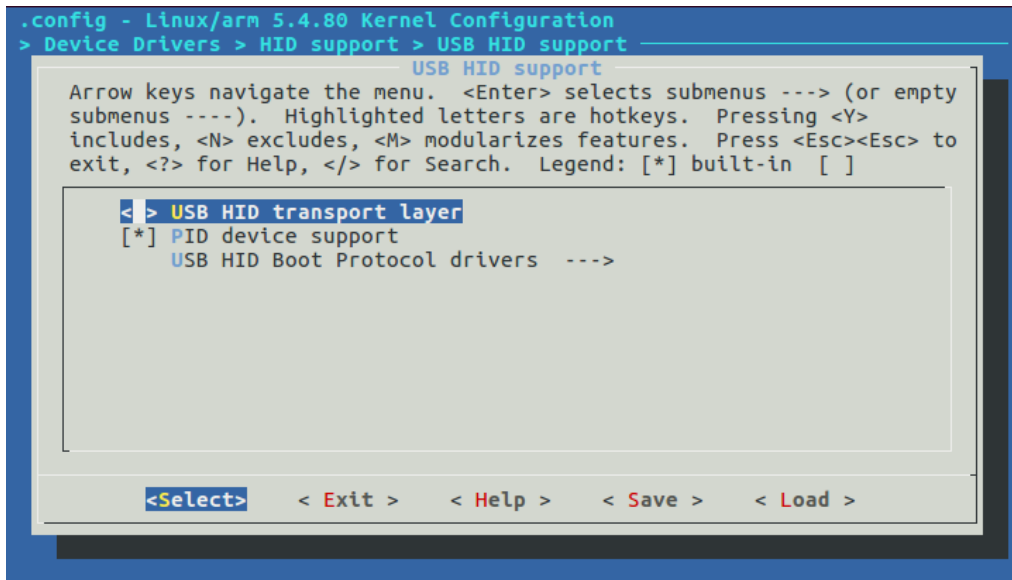 .config - Linux/arm 5.4.80 Kernel Configuration
> Device Drivers > HID support > USB HID support
USB HID support
Arrow keys navigate the menu.  <Enter> selects submenus ---> (or empty
submenus ----).  Highlighted letters are hotkeys.  Pressing <Y>
includes, <N> excludes, <M> modularizes features.  Press <Esc><Esc> to
exit, <?> for Help, </> for Search.  Legend: [*] built-in  [ ]
< > USB HID transport layer
[*] PID device support
USB HID Boot Protocol drivers  --->
<Select>    < Exit >    < Help >    < Save >    < Load >